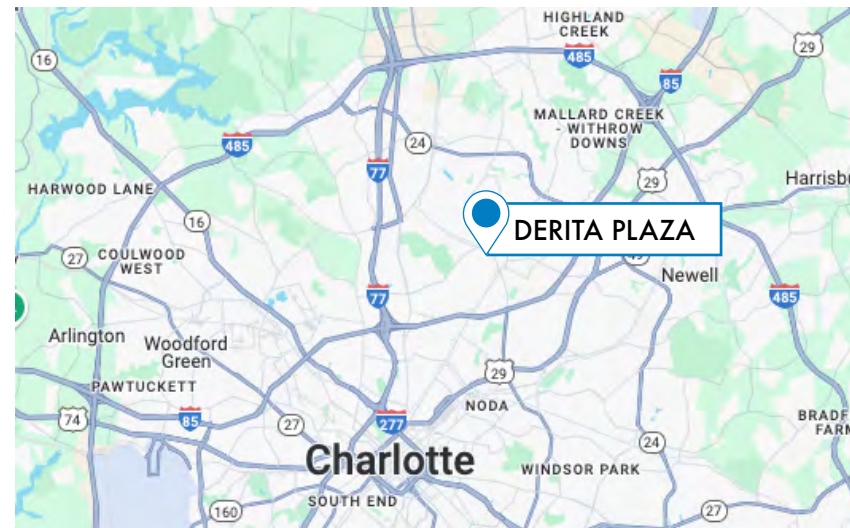 HIGHLAND
CREEK
16
29
485
85
MALLARD CREEK
- WITHROW
DOWNS
24
485
77
29
Harrisb
HARWOOD LANE
16
DERITA PLAZA
COULWOOD
WEST
27
49
Newell
77
485
Arlington
Woodford
Green
29
PAWTUCKETT
NODA
74
85
27
277
BRADF
FARM
24
Charlotte
WINDSOR PARK
SOUTH END
160
27